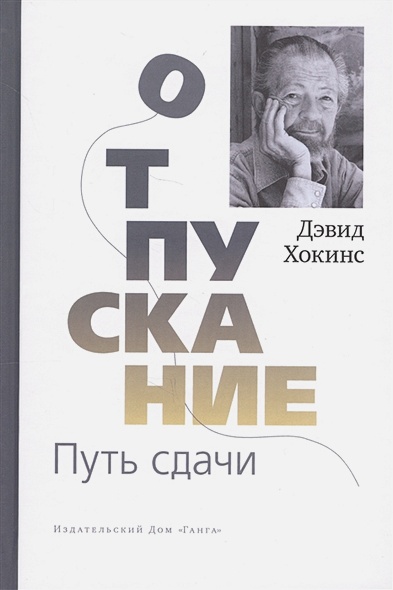 О
Т
ПУ
СКА
НИЕ
Дэвид
Хокинс
Путь сдачи
Издательский Дом «Ганга»